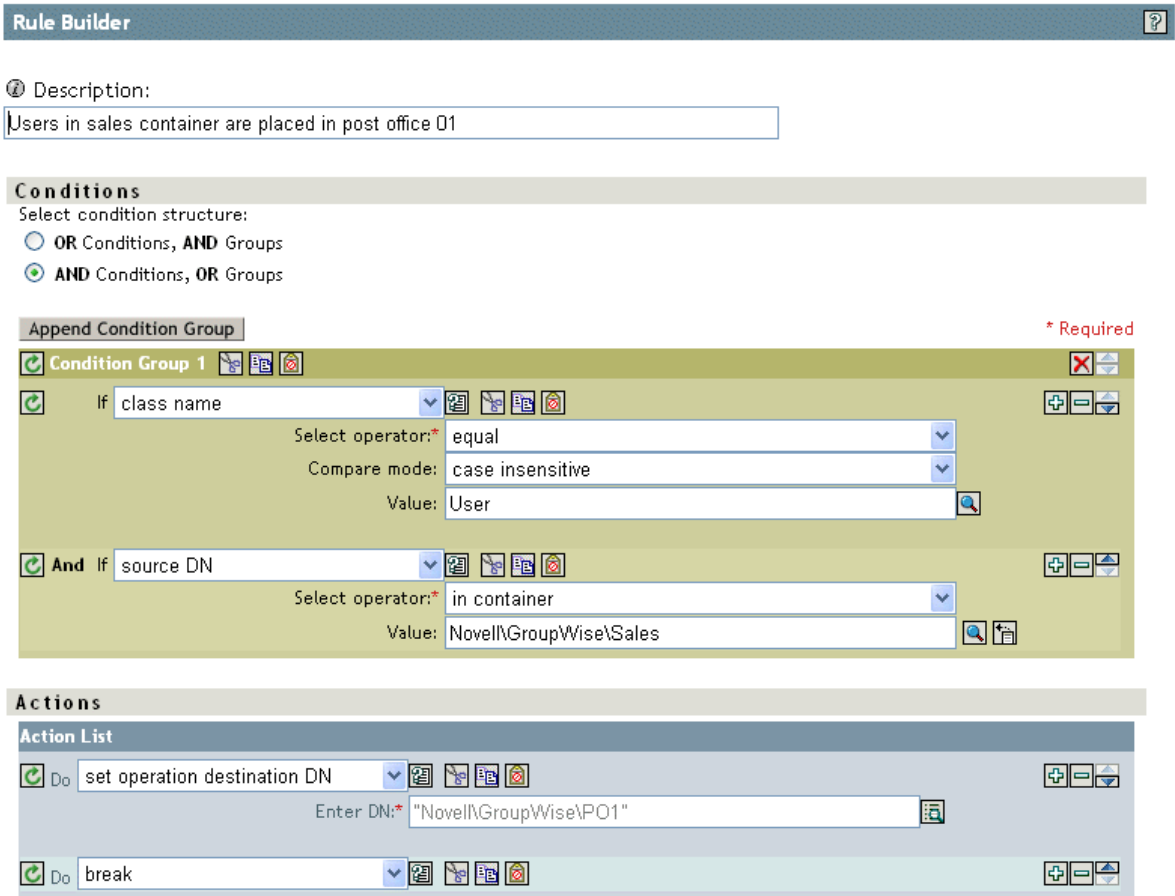 Rule Builder
Description:
Users in sales container are placed in post office 01
Conditions
Select condition structure:
OR Conditions, AND Groups
AND Conditions, OR Groups
Append Condition Group
* Required
Condition Group 1
If class name
Select operator:* equal
Compare mode: case insensitive
Value: User
And If source DN
Select operator:* in container
Value: Novell\GroupWise\Sales
Actions
Action List
Do set operation destination DN
Enter DN:* "Novell\GroupWise\PO1"
Do break